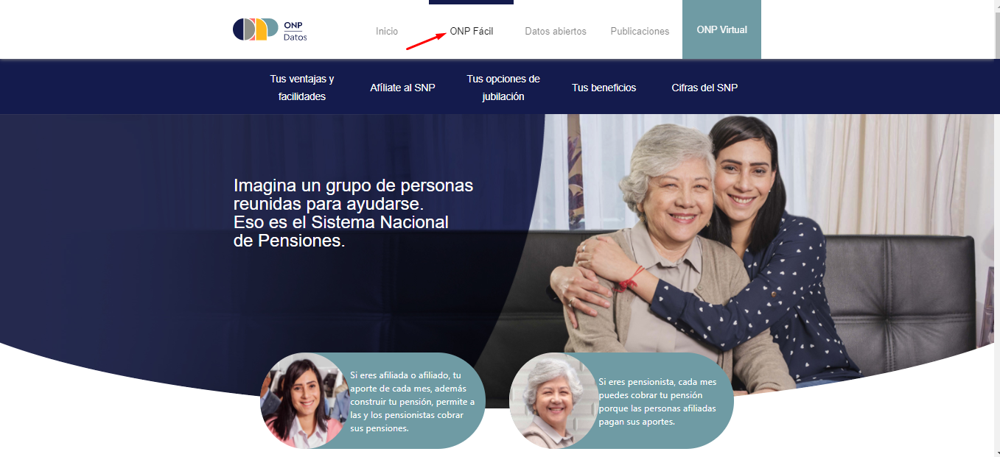 ONP
Datos
Inicio
ONP Fácil
Datos abiertos
Publicaciones
ONP Virtual
Tus ventajas y
facilidades
Afíliate al SNP
Tus opciones de
jubilación
Tus beneficios
Cifras del SNP
Imagina un grupo de personas
reunidas para ayudarse.
Eso es el Sistema Nacional
de Pensiones.
Si eres afiliada o afiliado, tu
aporte de cada mes, además
construir tu pensión, permite a
las y los pensionistas cobrar
sus pensiones.
Si eres pensionista, cada mes
puedes cobrar tu pensión
porque las personas afiliadas
pagan sus aportes.